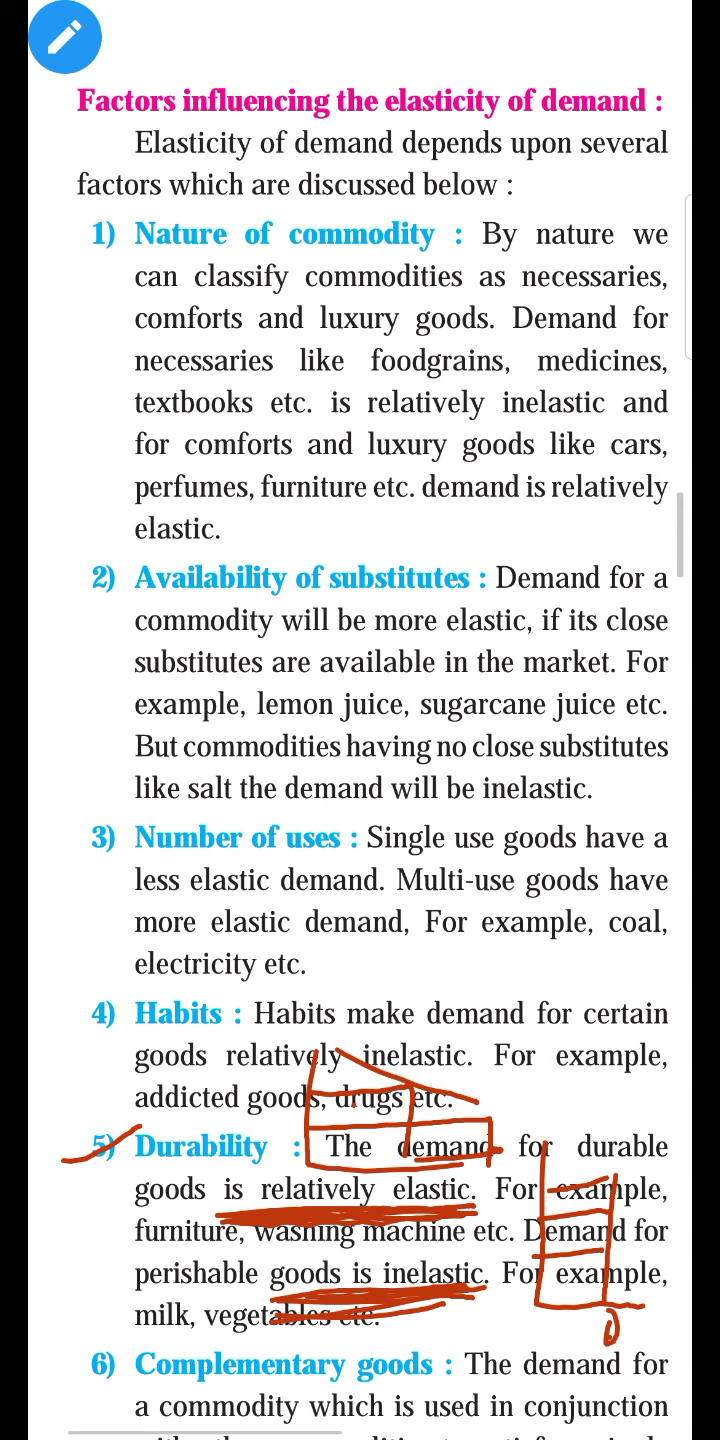 Factors influencing the elasticity of demand :
Elasticity of demand depends upon several
factors which are discussed below :
1) Nature of commodity : By nature we
can classify commodities as necessaries,
comforts and luxury goods. Demand for
necessaries like foodgrains, medicines,
textbooks etc. is relatively inelastic and
for comforts and luxury goods like cars,
perfumes, furniture etc. demand is relatively
elastic.
2) Availability of substitutes : Demand for a
commodity will be more elastic, if its close
substitutes are available in the market. For
example, lemon juice, sugarcane juice etc.
But commodities having no close substitutes
like salt the demand will be inelastic.
3) Number of uses : Single use goods have a
less elastic demand. Multi-use goods have
more elastic demand, For example, coal,
electricity etc.
4) Habits : Habits make demand for certain
goods relatively inelastic. For example,
addicted goods, drugs etc.
5) Durability : The demand for durable
goods is relatively elastic. For example,
furniture, washing machine etc. Demand for
perishable goods is inelastic. For example,
milk, vegetables etc.
6) Complementary goods : The demand for
a commodity which is used in conjunction